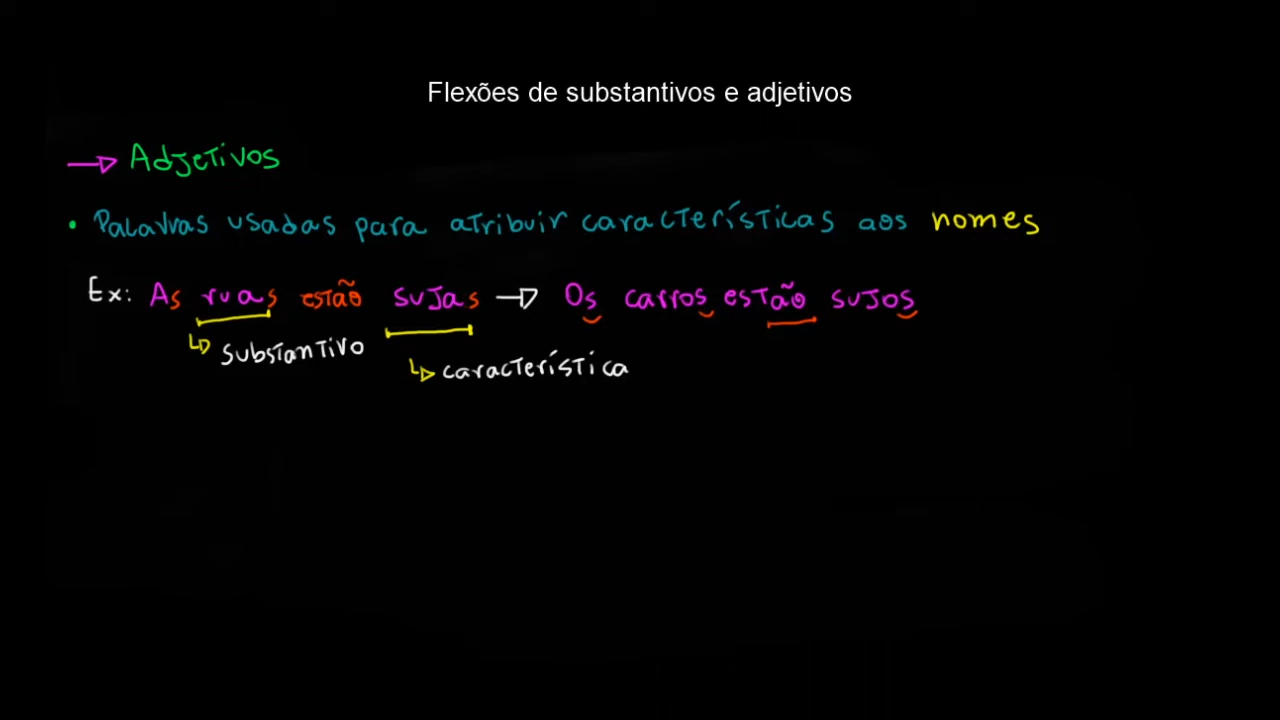 Flexões de substantivos e adjetivos
Adjetivos
• Palavras usadas para atribuir características aos nomes
Ex: As ruas estão sujas → Os carros estão sujos
substantivo
característica